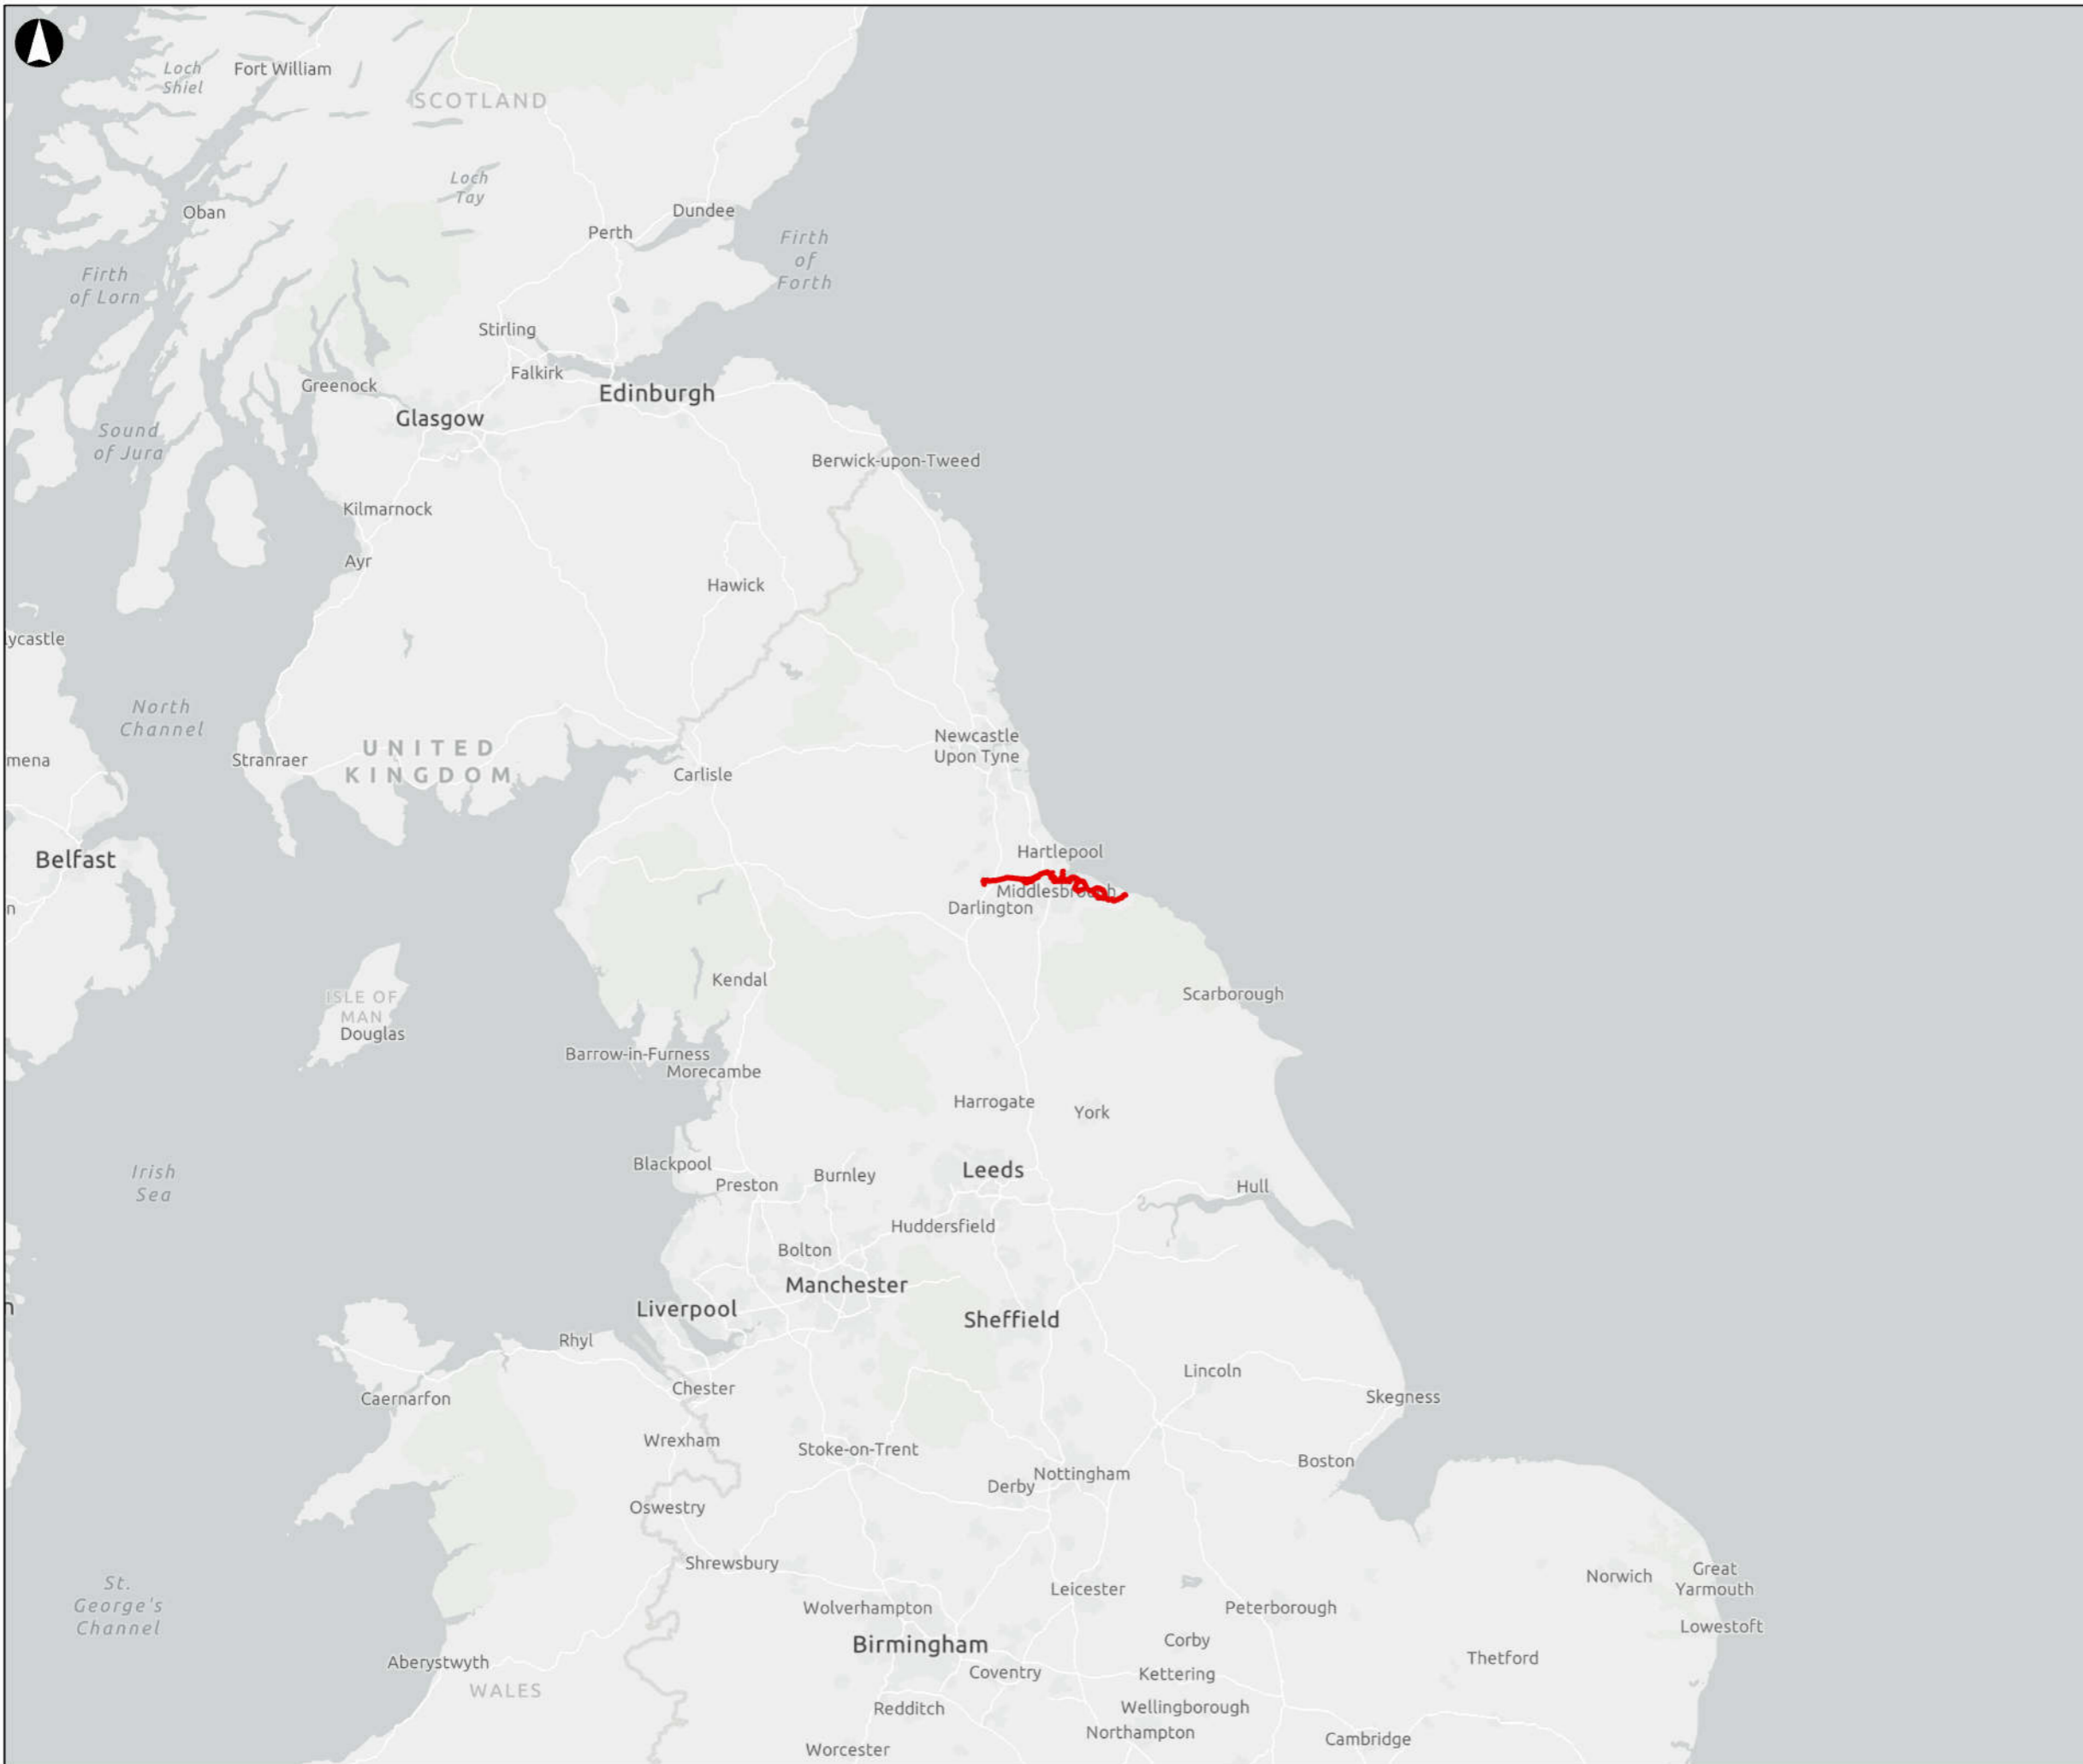 Loch
Shiel
Fort William
SCOTLAND
Loch
Tay
Oban
Dundee
Perth
Firth
of
Forth
Firth
of Lorn
Stirling
Falkirk
Greenock
Edinburgh
Glasgow
Sound
of Jura
Berwick-upon-Tweed
Kilmarnock
Ayr
Hawick
ycastle
North
Channel
Newcastle
Upon Tyne
UNITED
KINGDOM
Stranraer
mena
Carlisle
Belfast
Hartlepool
Middlesbrough
Darlington
n
Kendal
Scarborough
ISLE OF
MAN
Douglas
Barrow-in-Furness
Morecambe
Harrogate
York
Blackpool
Burnley
Leeds
Irish
Sea
Preston
Hull
Huddersfield
Bolton
Manchester
Liverpool
n
Sheffield
Rhyl
Lincoln
Chester
Skegness
Caernarfon
Wrexham
Stoke-on-Trent
Boston
Nottingham
Derby
Oswestry
Shrewsbury
St.
George's
Channel
Leicester
Norwich
Great
Yarmouth
Wolverhampton
Peterborough
Lowestoft
Birmingham
Corby
Aberystwyth
Coventry
Kettering
Thetford
WALES
Redditch
Wellingborough
Northampton
Cambridge
Worcester